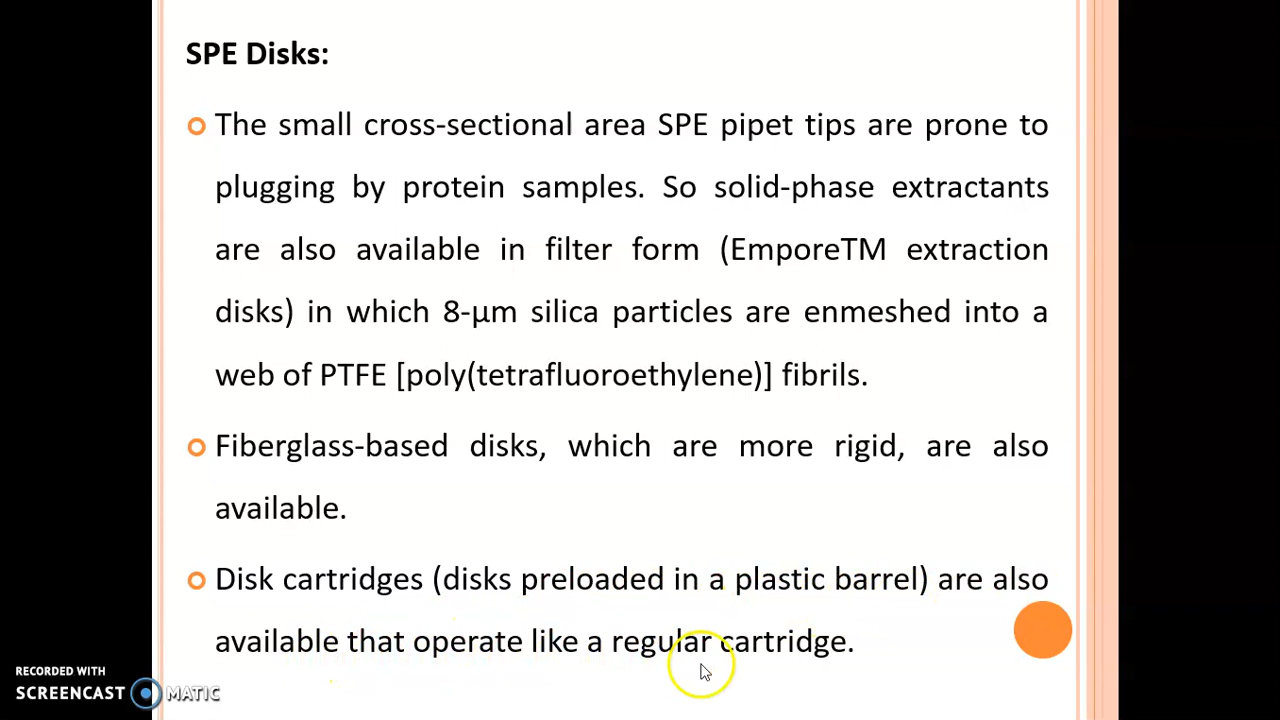 SPE Disks:
The small cross-sectional area SPE pipet tips are prone to
plugging by protein samples. So solid-phase extractants
are also available in filter form (EmporeTM extraction
disks) in which 8-µm silica particles are enmeshed into a
web of PTFE [poly(tetrafluoroethylene)] fibrils.
Fiberglass-based disks, which are more rigid, are also
available.
Disk cartridges (disks preloaded in a plastic barrel) are also
available that operate like a regular cartridge.
RECORDED WITH
SCREENCAST MATIC